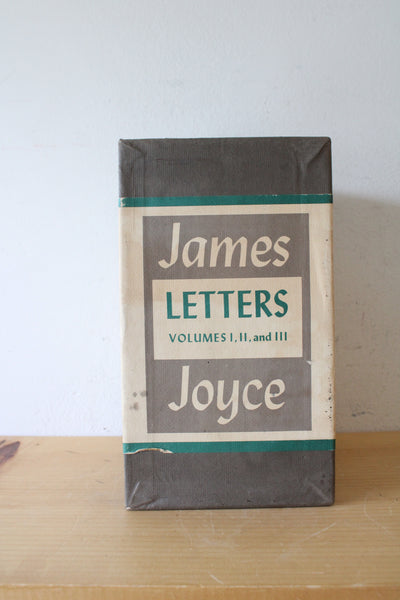 James
LETTERS
VOLUMES I, II, and III
Joyce